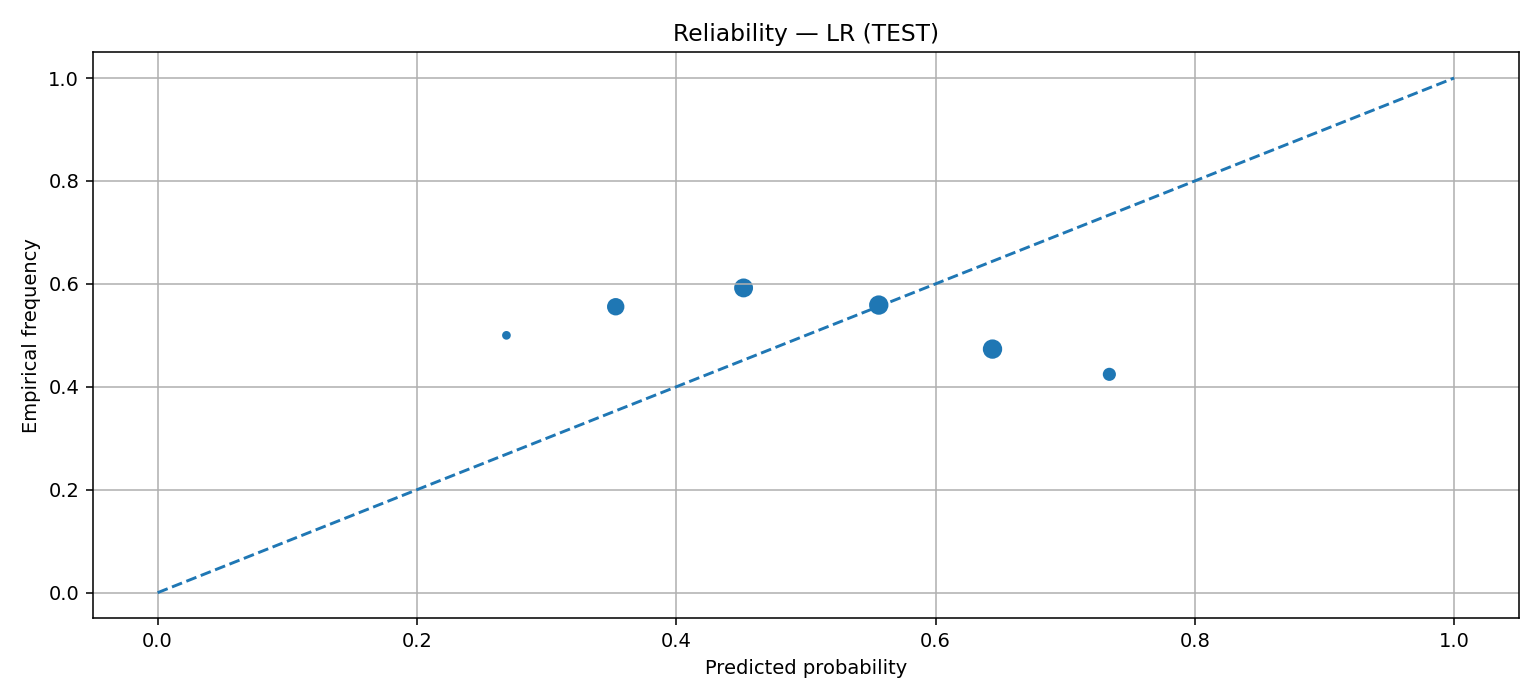 Reliability — LR (TEST)
Empirical frequency
1.0
0.8
0.6
0.4
0.2
0.0
0.0 0.2 0.4 0.6 0.8 1.0
Predicted probability